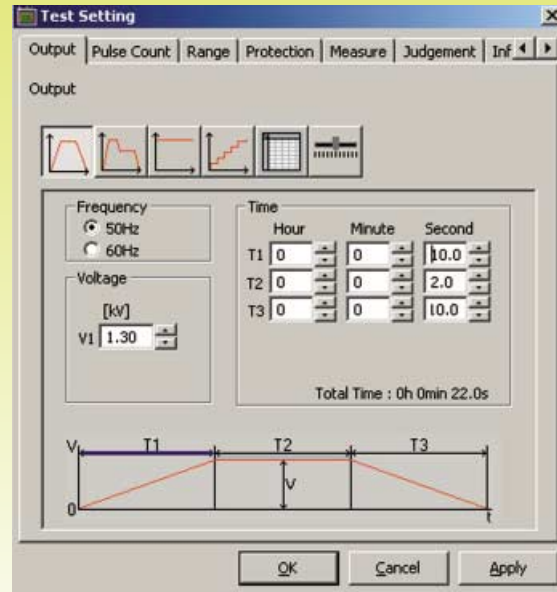 Test Setting
Output Pulse Count Range Protection Measure Judgement Inf
Output
Frequency
50Hz
60Hz
Voltage
[kV]
V1 1.30
Time
Hour Minute Second
T1 0 0 10.0
T2 0 0 2.0
T3 0 0 10.0
Total Time : 0h 0min 22.0s
V T1 T2 T3
V
0
t
OK Cancel Apply